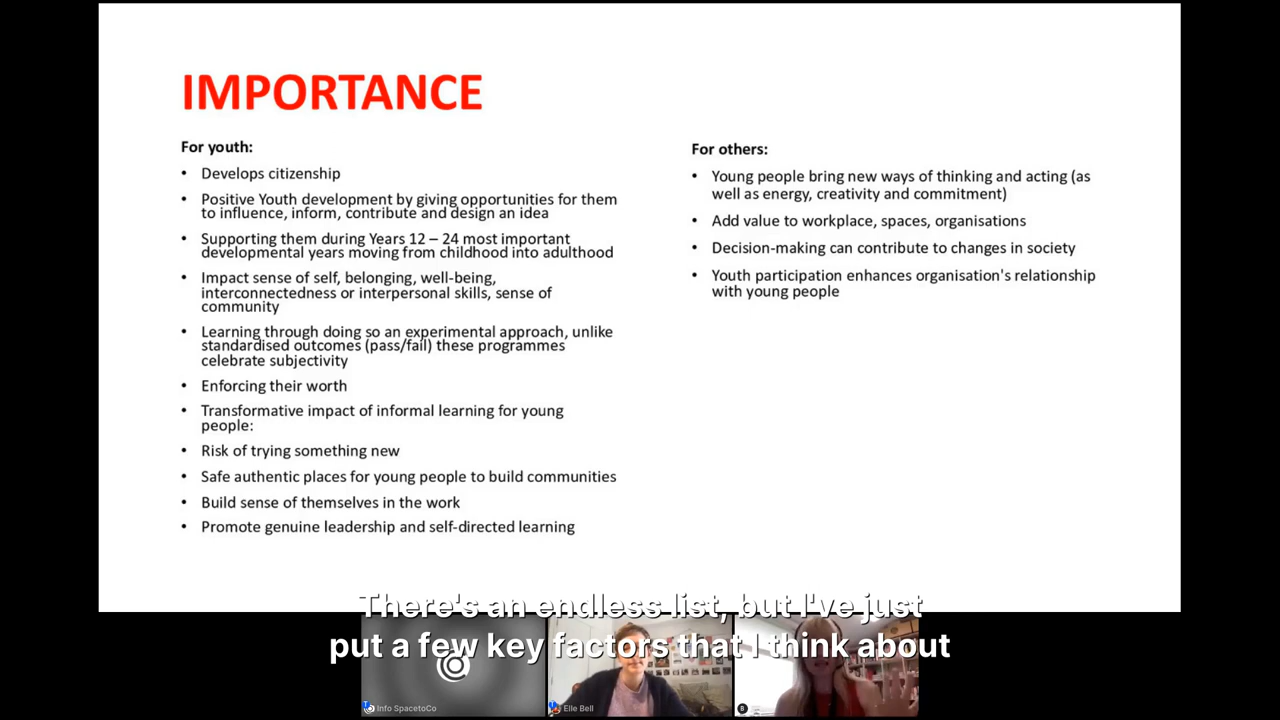 IMPORTANCE
For youth:
• Develops citizenship
• Positive Youth development by giving opportunities for them
to influence, inform, contribute and design an idea
• Supporting them during Years 12 – 24 most important
developmental years moving from childhood into adulthood
• Impact sense of self, belonging, well-being,
interconnectedness or interpersonal skills, sense of
community
• Learning through doing so an experimental approach, unlike
standardised outcomes (pass/fail) these programmes
celebrate subjectivity
• Enforcing their worth
• Transformative impact of informal learning for young
people:
• Risk of trying something new
• Safe authentic places for young people to build communities
• Build sense of themselves in the work
• Promote genuine leadership and self-directed learning
For others:
• Young people bring new ways of thinking and acting (as
well as energy, creativity and commitment)
• Add value to workplace, spaces, organisations
• Decision-making can contribute to changes in society
• Youth participation enhances organisation's relationship
with young people
There's an endless list, but I've just
put a few key factors that I think about
Info SpacetoCo
Elle Bell